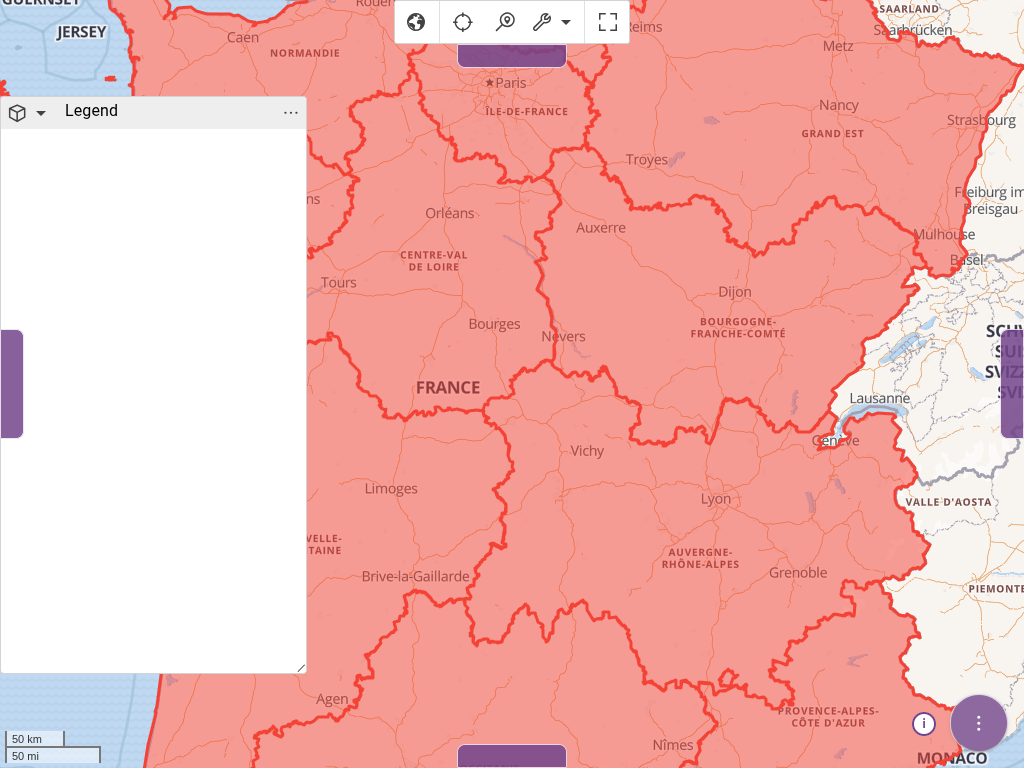 JERSEY
Caen
NORMANDIE
Paris
ÎLE-DE-FRANCE
SAARLAND
Saarbrücken
Metz
Nancy
GRAND EST
Strasbourg
Legend
Troyes
Freiburg im
Breisgau
Orléans
Auxerre
Mulhouse
Basel
CENTRE-VAL
DE LOIRE
Tours
Dijon
BOURGOGNE-
FRANCHE-COMTÉ
Bourges
Nevers
FRANCE
Lausanne
Genève
Vichy
Limoges
Lyon
VALLE D'AOSTA
AUVERGNE-
RHÔNE-ALPES
Brive-la-Gaillarde
Grenoble
PIEMONTE
Agen
PROVENCE-ALPES-
CÔTE D'AZUR
Nîmes
MONACO
50 km
50 mi